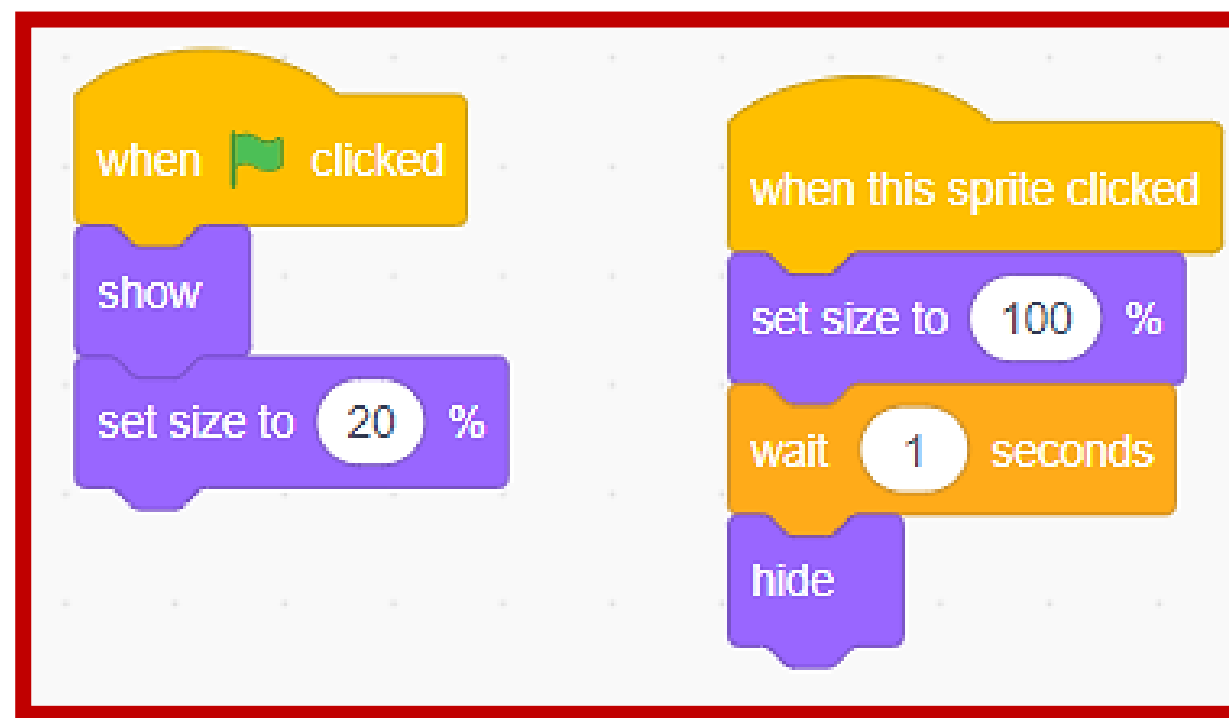 when clicked
show
set size to 20 %
when this sprite clicked
set size to 100 %
wait 1 seconds
hide